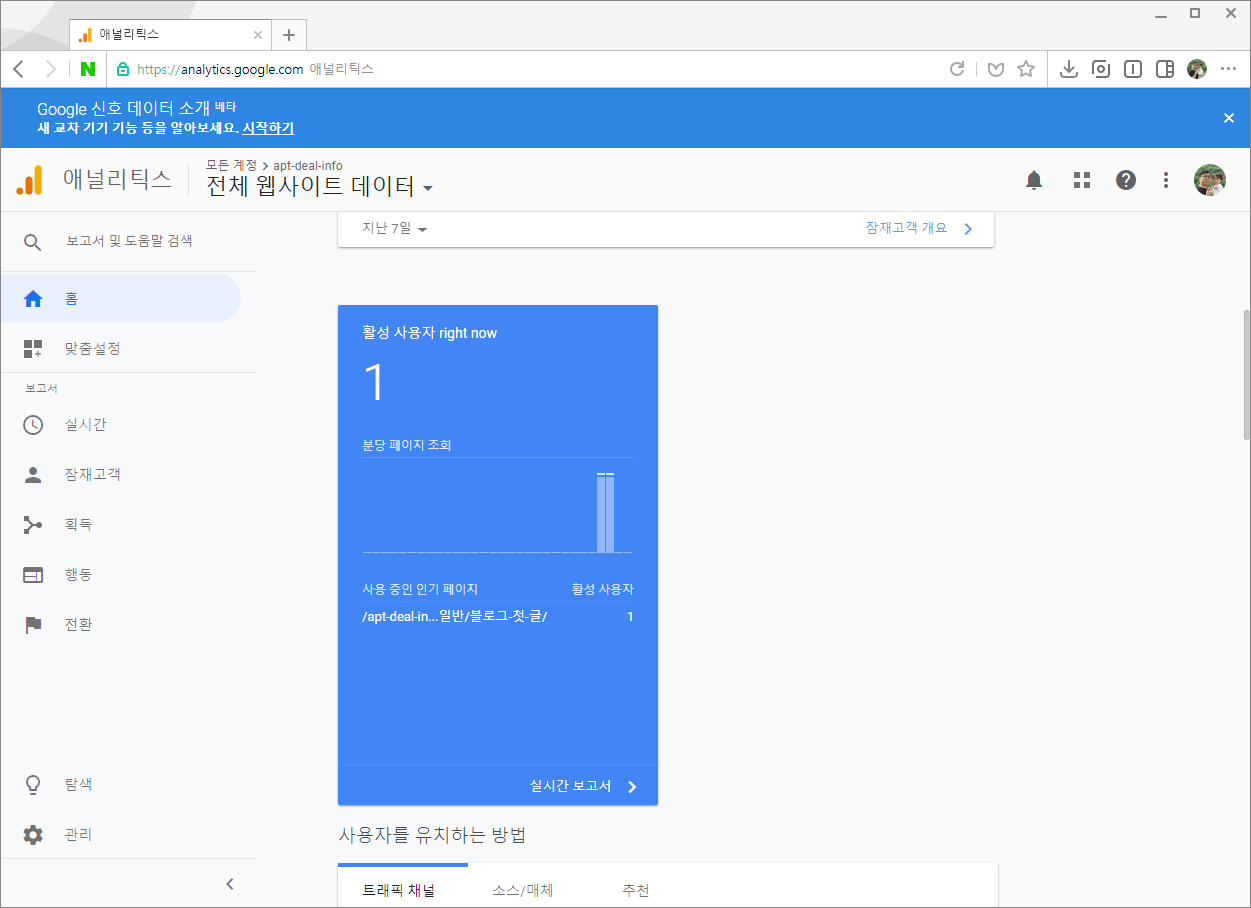 애널리틱스
N https://analytics.google.com 애널리틱스
Google 신호 데이터 소개 베타
새 교차 기기 기능 등을 알아보세요. 시작하기
애널리틱스
모든 계정 > apt-deal-info
전체 웹사이트 데이터
보고서 및 도움말 검색
홈
맞춤설정
보고서
실시간
잠재고객
획득
행동
전환
탐색
관리
지난 7일
잠재고객 개요
활성 사용자 right now
1
분당 페이지 조회
사용 중인 인기 페이지 활성 사용자
/apt-deal-in...일반/블로그-첫-글/ 1
실시간 보고서
사용자를 유치하는 방법
트래픽 채널 소스/매체 추천